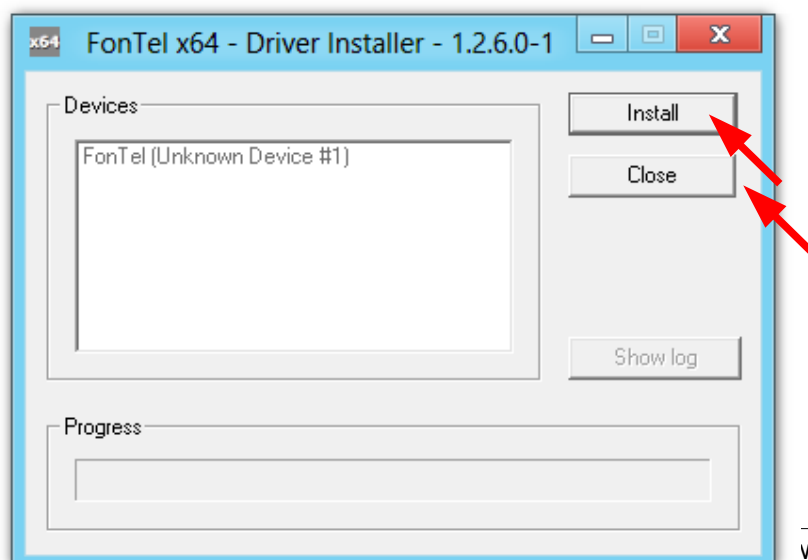 x64 FonTel x64 - Driver Installer - 1.2.6.0-1
Devices
FonTel (Unknown Device #1)
Install
Close
Show log
Progress